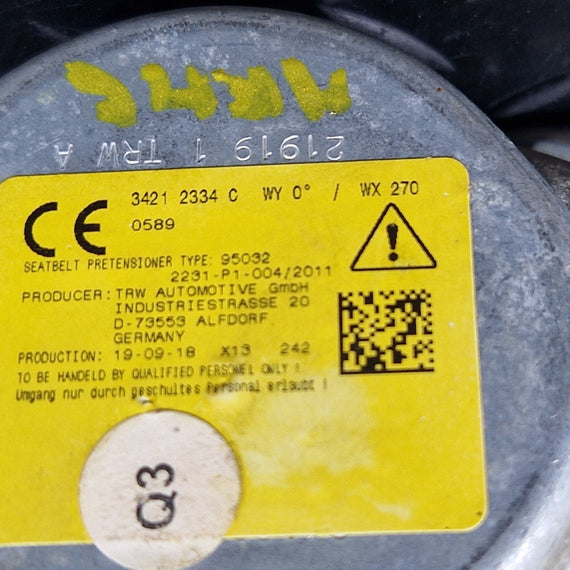 21919 1 TRW A
3421 2334 C WY 0° / WX 270
CE
0589
SEATBELT PRETENSIONER TYPE: 95032
2231-P1-004/2011
PRODUCER: TRW AUTOMOTIVE GmbH
INDUSTRIESTRASSE 20
D-73553 ALFDORF
GERMANY
PRODUCTION: 19-09-18 X13 242
TO BE HANDELD BY QUALIFIED PERSONEL ONLY !
Umgang nur durch geschultes Personal erlaubt !
Q3